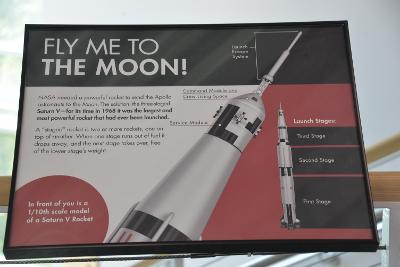 FLY ME TO
THE MOON!
NASA needed a powerful rocket to send the Apollo
astronauts to the Moon. The solution: the three-staged
Saturn V—for its time in 1968 it was the largest and
most powerful rocket that had ever been launched.
A "staged" rocket is two or more rockets, one on
top of another. When one stage runs out of fuel it
drops away, and the next stage takes over, free
of the lower stage's weight.
In front of you is a
1/10th scale model
of a Saturn V Rocket
Launch
Escape
System
Command Module and
Crew Living Space
Service Module
Launch Stages:
Third Stage
Second Stage
First Stage